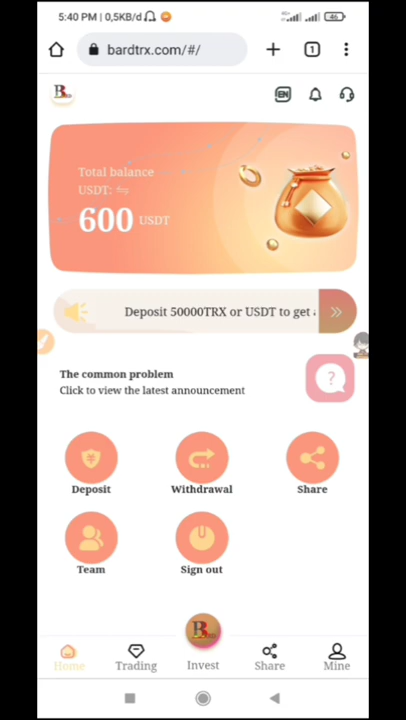 5:40 PM | 0,5KB/d
46
bardtrx.com/#/
1
B
EN
Total balance
USDT:
600 USDT
Deposit 50000TRX or USDT to get
The common problem
Click to view the latest announcement
?
Deposit
Withdrawal
Share
Team
Sign out
B
Home
Trading
Invest
Share
Mine